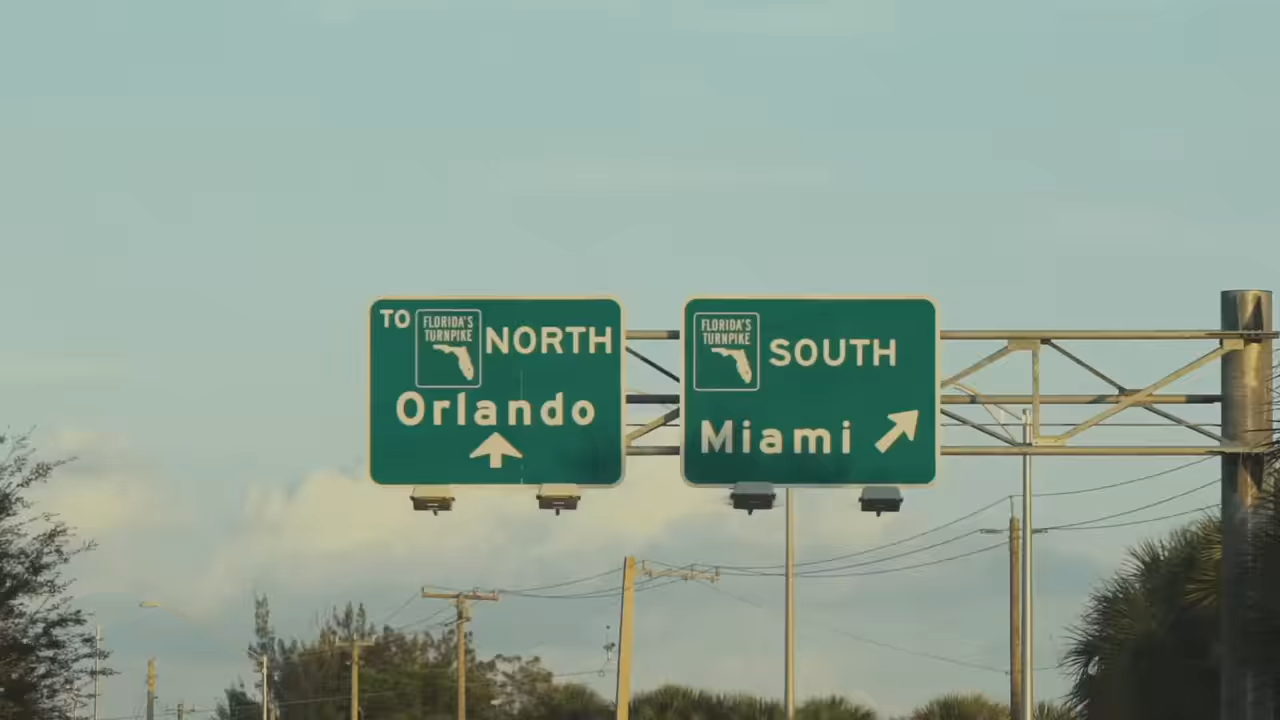 TO
FLORIDA'S
TURNPIKE
NORTH
Orlando
FLORIDA'S
TURNPIKE
SOUTH
Miami